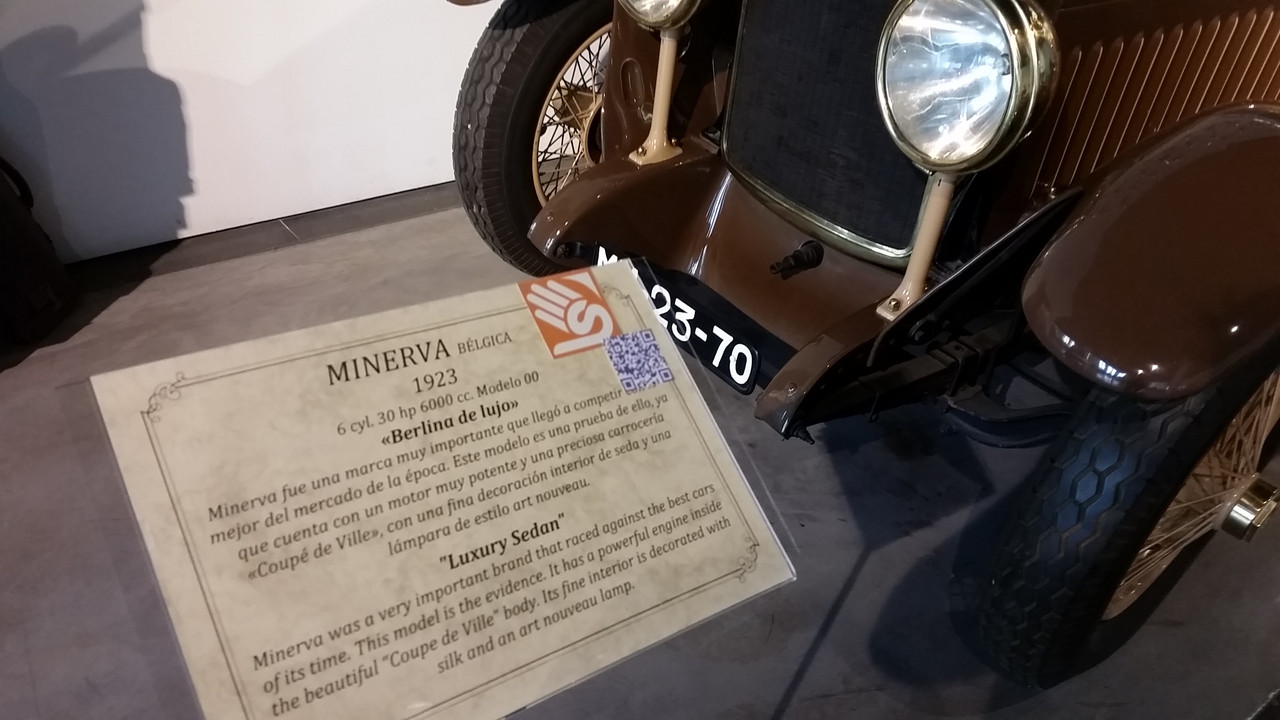 MINERVA BÉLGICA
1923
6 cyl. 30 hp 6000 cc. Modelo 00
«Berlina de lujo»
Minerva fue una marca muy importante que llegó a competir
mejor del mercado de la época. Este modelo es una prueba de ello, ya
que cuenta con un motor muy potente y una preciosa carrocería
«Coupé de Ville», con una fina decoración interior de seda y una
lámpara de estilo art nouveau.
"Luxury Sedan"
Minerva was a very important brand that raced against the best cars
of its time. This model is the evidence. It has a powerful engine inside
the beautiful "Coupe de Ville" body. Its fine interior is decorated with
silk and an art nouveau lamp.
23-70